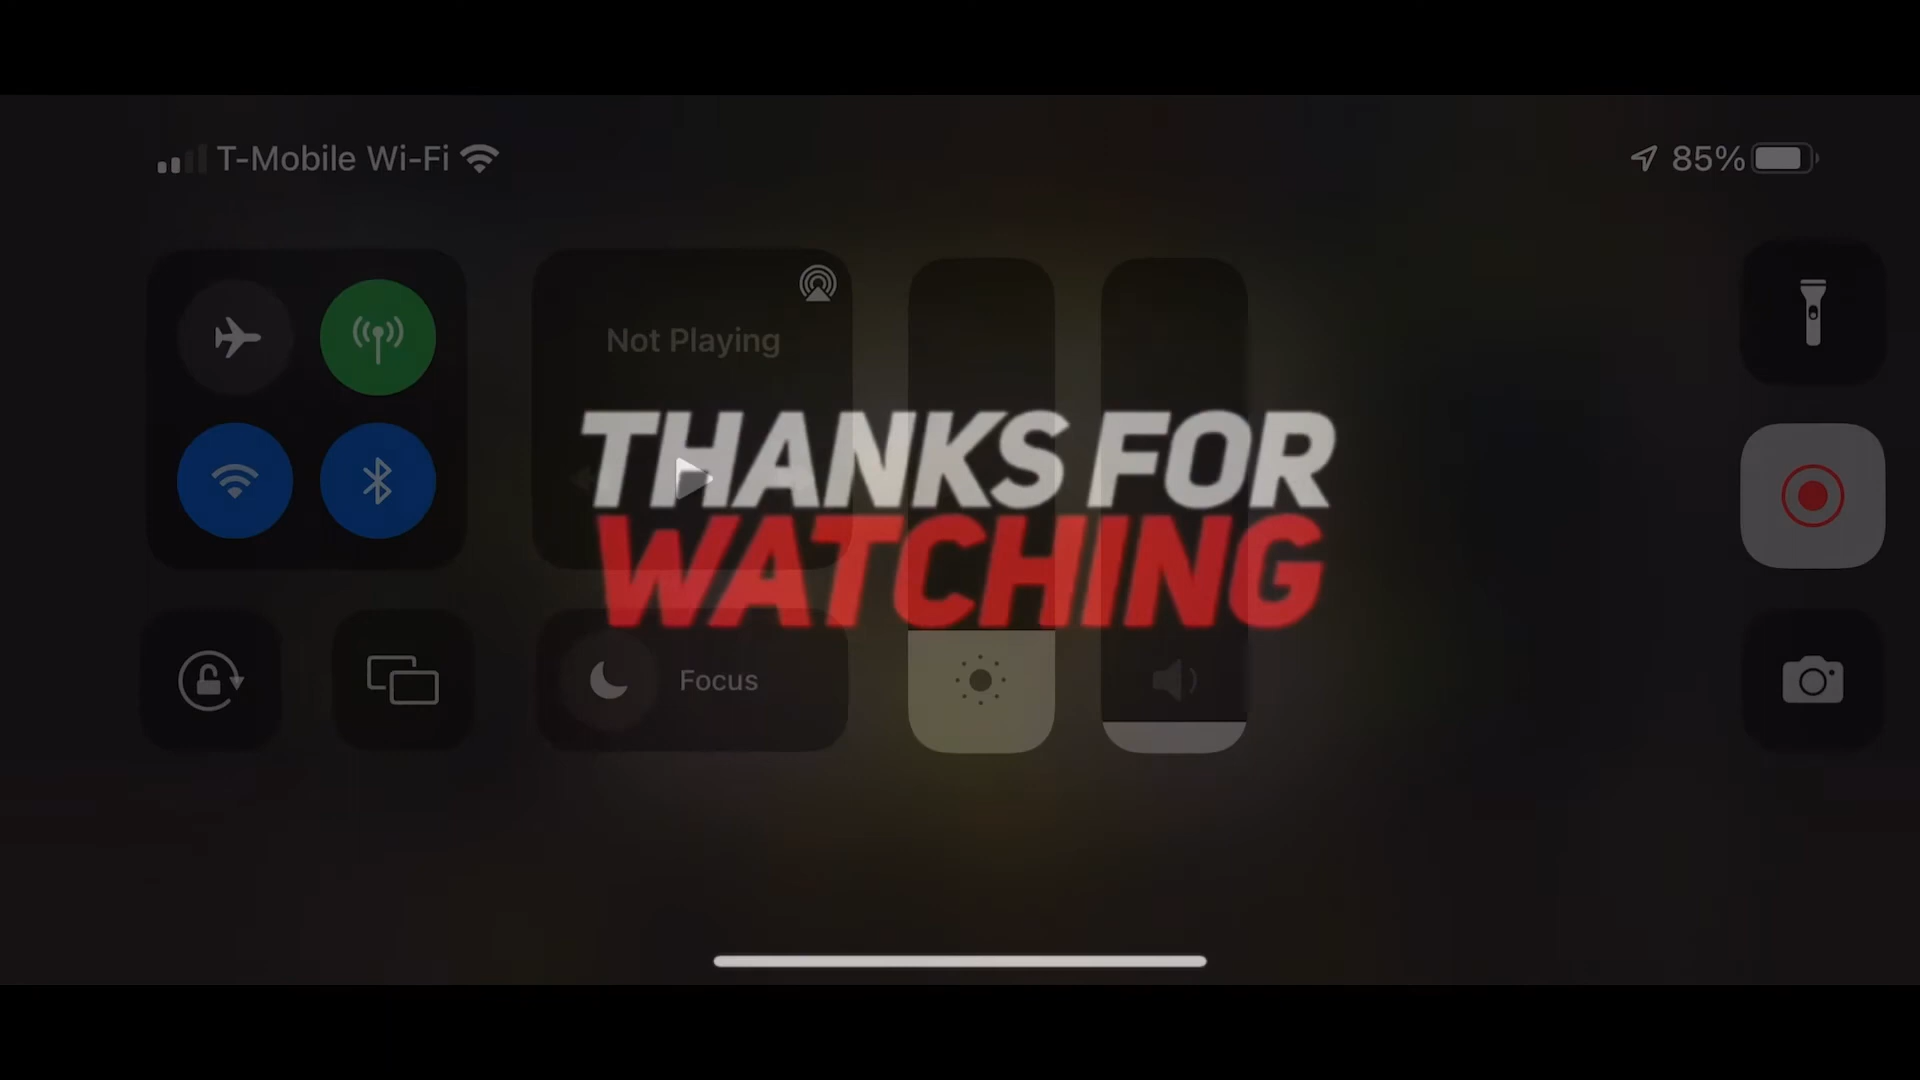 T-Mobile Wi-Fi
85%
Not Playing
THANKS FOR
WATCHING
Focus